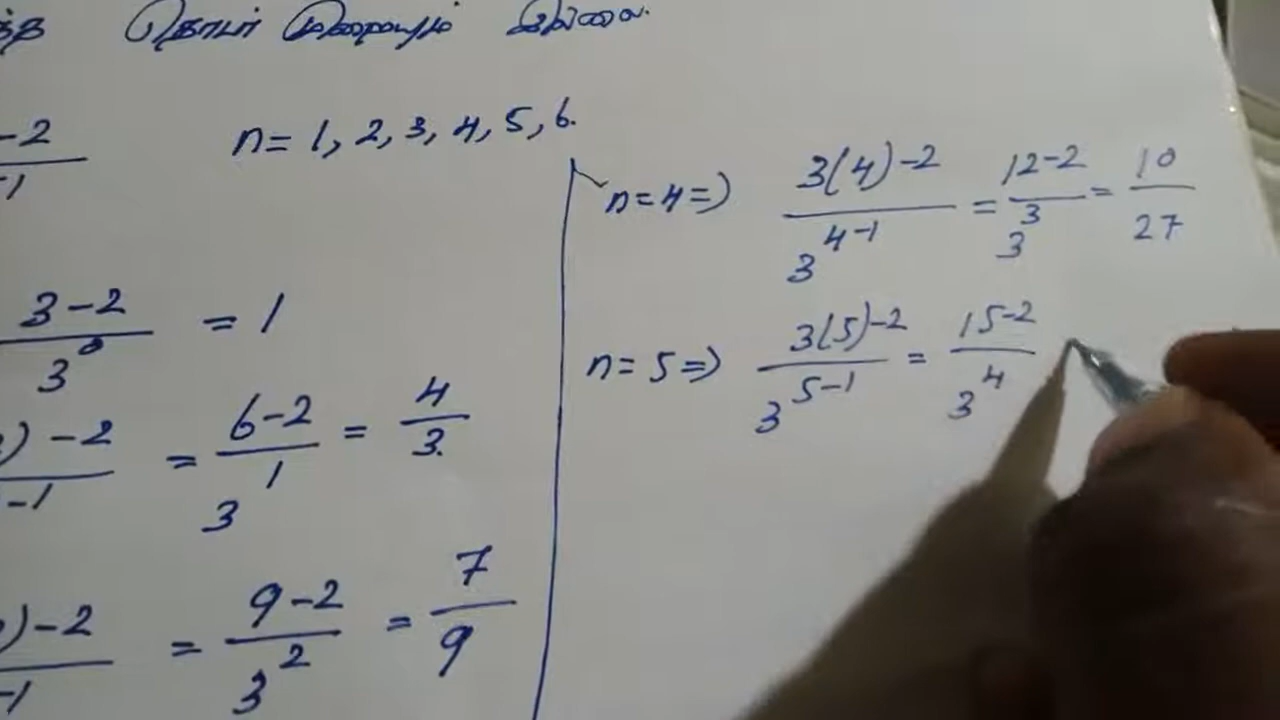 தொடர் முறையும் இல்லை.
-2
-1
n = 1, 2, 3, 4, 5, 6.
3-2 / 3^0 = 1
) -2 / -1 = 6-2 / 3^1 = 4/3.
)-2 / -1 = 9-2 / 3^2 = 7/9
n = 4 => 3(4)-2 / 3^4-1 = 12-2 / 3^3 = 10/27
n = 5 => 3(5)-2 / 3^5-1 = 15-2 / 3^4